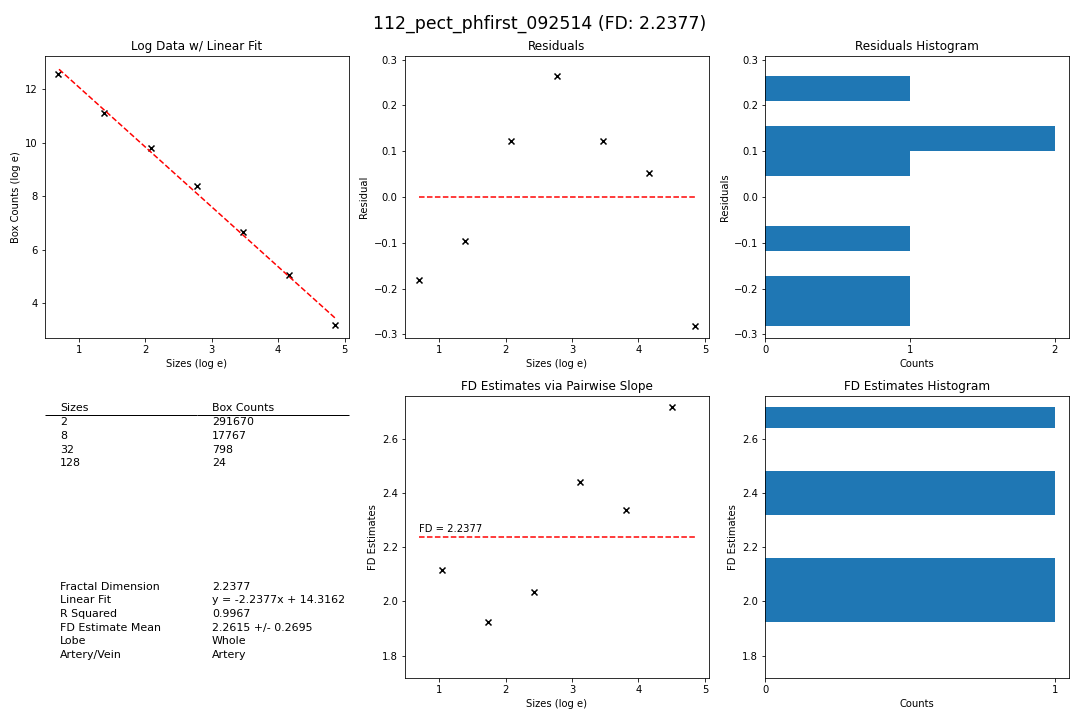 112_pect_phfirst_092514 (FD: 2.2377)
Log Data w/ Linear Fit
Box Counts (log e)
12
10
8
6
4
1 2 3 4 5
Sizes (log e)
Residuals
Residual
0.3
0.2
0.1
0.0
−0.1
−0.2
−0.3
1 2 3 4 5
Sizes (log e)
Residuals Histogram
Residuals
0.3
0.2
0.1
0.0
−0.1
−0.2
−0.3
0 1 2
Counts
Sizes Box Counts
2 291670
8 17767
32 798
128 24
Fractal Dimension 2.2377
Linear Fit y = -2.2377x + 14.3162
R Squared 0.9967
FD Estimate Mean 2.2615 +/- 0.2695
Lobe Whole
Artery/Vein Artery
FD Estimates via Pairwise Slope
FD Estimates
2.6
2.4
2.2
2.0
1.8
FD = 2.2377
1 2 3 4 5
Sizes (log e)
FD Estimates Histogram
FD Estimates
2.6
2.4
2.2
2.0
1.8
0 1
Counts